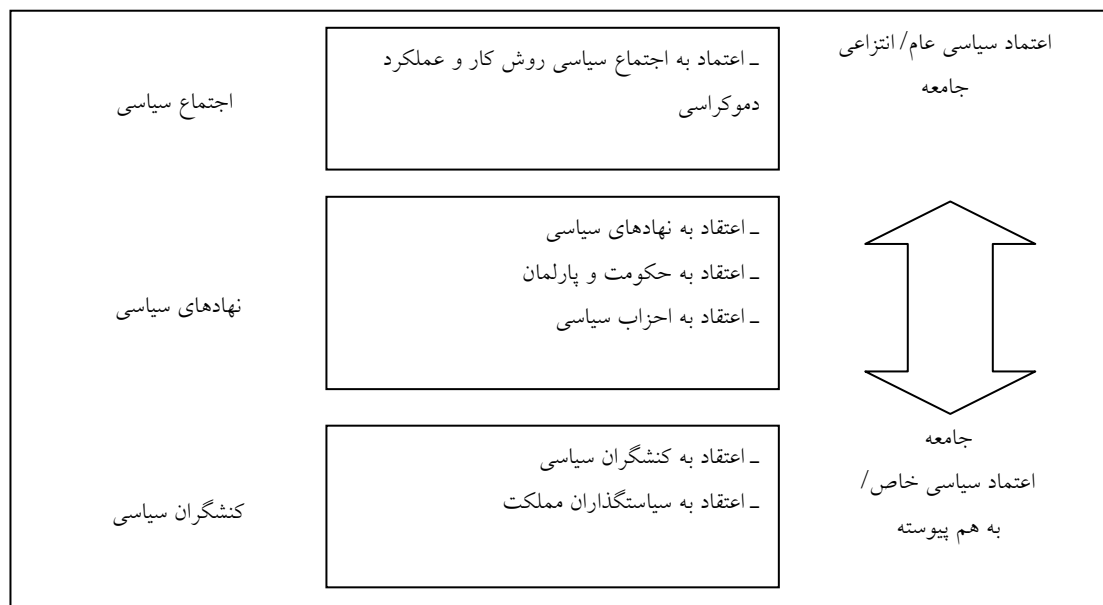 اعتماد سیاسی عام/ انتزاعی
جامعه
ـ اعتماد به اجتماع سیاسی روش کار و عملکرد
دموکراسی
اجتماع سیاسی
ـ اعتقاد به نهادهای سیاسی
ـ اعتقاد به حکومت و پارلمان
ـ اعتقاد به احزاب سیاسی
نهادهای سیاسی
جامعه
اعتماد سیاسی خاص/
به هم پیوسته
ـ اعتقاد به کنشگران سیاسی
ـ اعتقاد به سیاستگذاران مملکت
کنشگران سیاسی